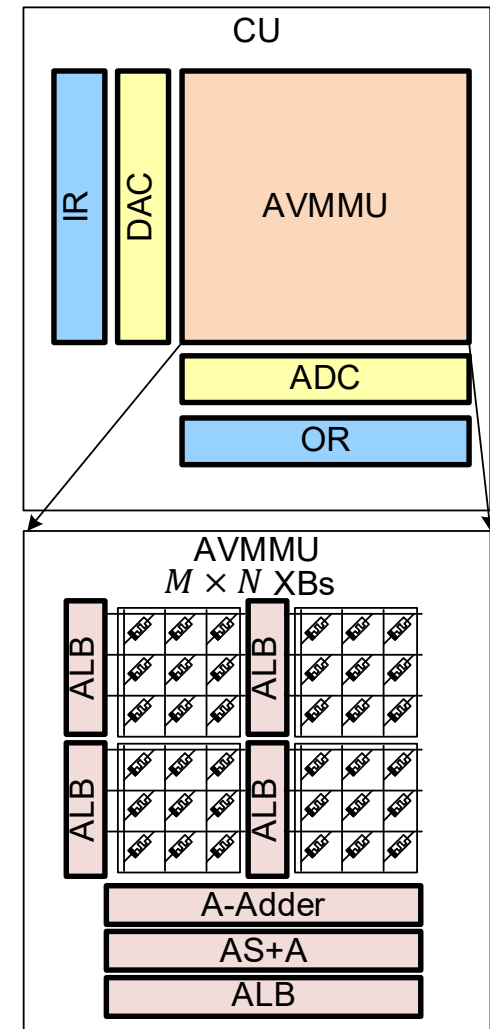 CU
IR
DAC
AVMMU
ADC
OR
AVMMU
M × N XBs
ALB
ALB
ALB
ALB
A-Adder
AS+A
ALB